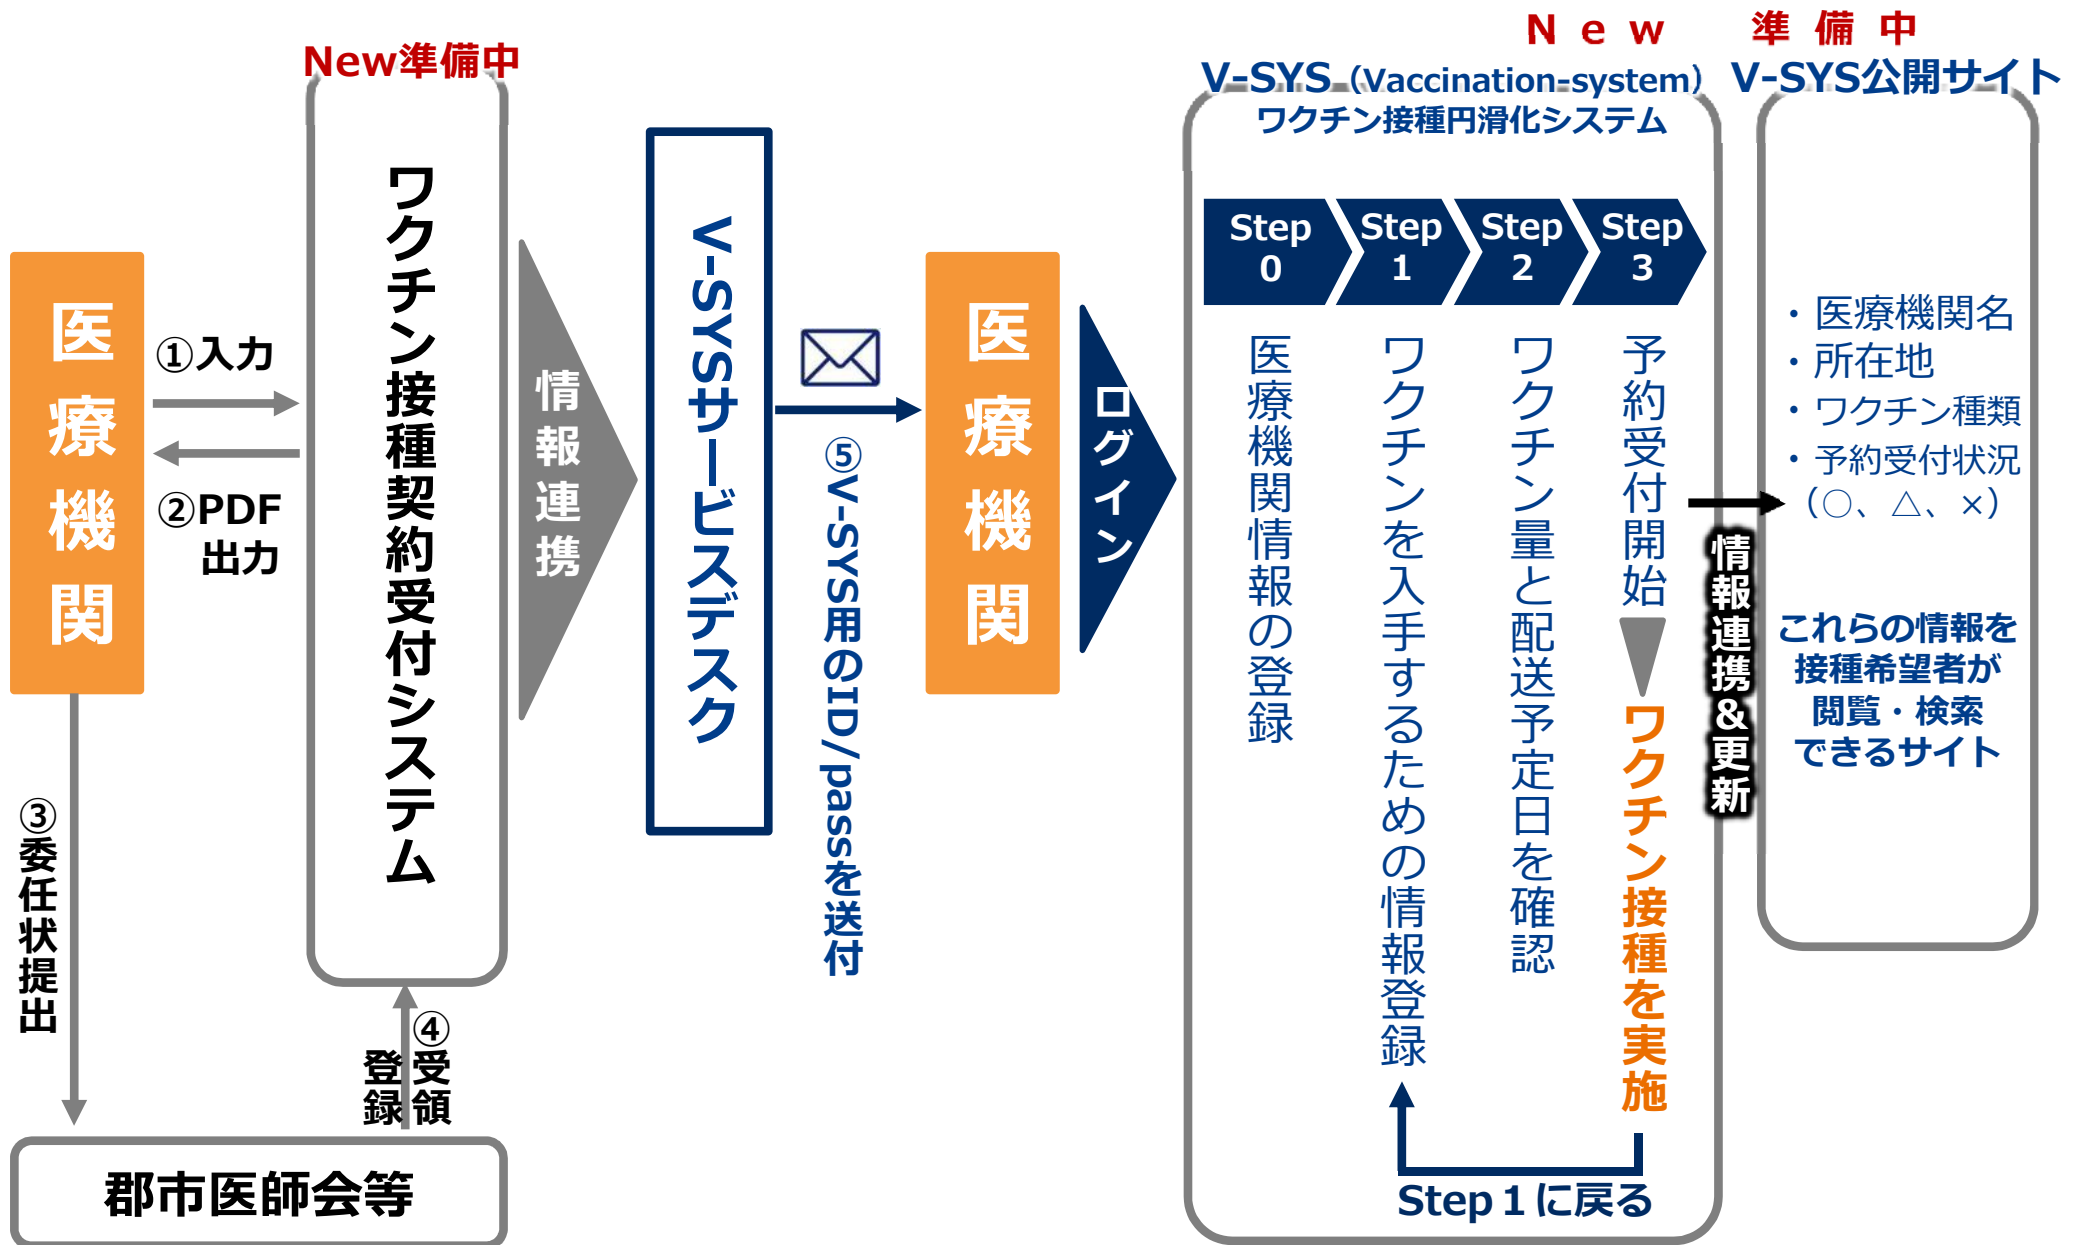 New準備中
ワクチン接種契約受付システム
医療機関
①入力
②PDF
出力
③委任状提出
④受領
登録
郡市医師会等
情報連携
V-SYSサービスデスク
⑤V-SYS用のID/passを送付
医療機関
ログイン
New 準備中
V-SYS（Vaccination-system）
ワクチン接種円滑化システム
Step
0
Step
1
Step
2
Step
3
医療機関情報の登録
ワクチンを入手するための情報登録
ワクチン量と配送予定日を確認
予約受付開始
ワクチン接種を実施
Step１に戻る
情報連携&更新
V-SYS公開サイト
・医療機関名
・所在地
・ワクチン種類
・予約受付状況
（○、△、×）
これらの情報を
接種希望者が
閲覧・検索
できるサイト